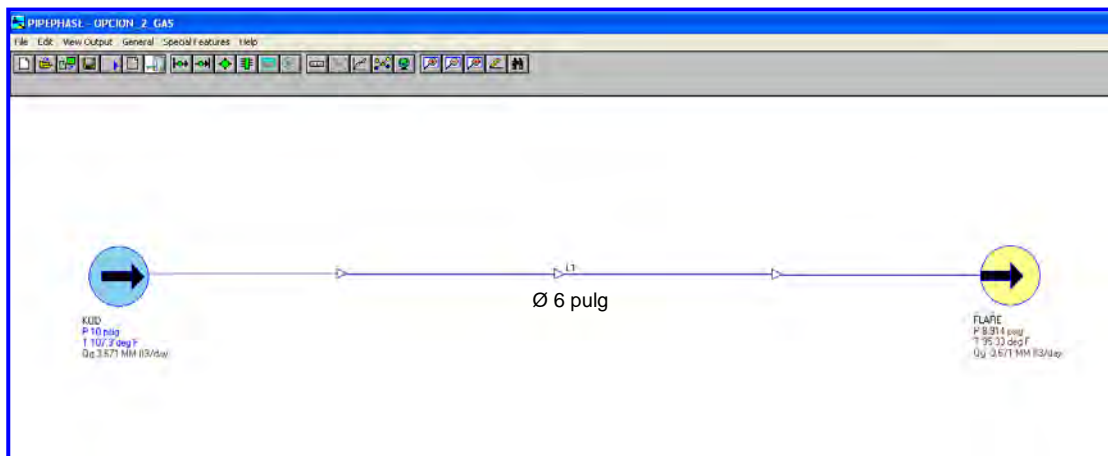 PIPEPHASE - OPCION_2_GAS
File Edit View Output General Special Features Help
L1
Ø 6 pulg
KOD
P 10 psig
T 107.3 deg F
Qg 3.671 MM ft3/day
FLARE
P 8.914 psig
T 95.33 deg F
Qg -3.671 MM ft3/day